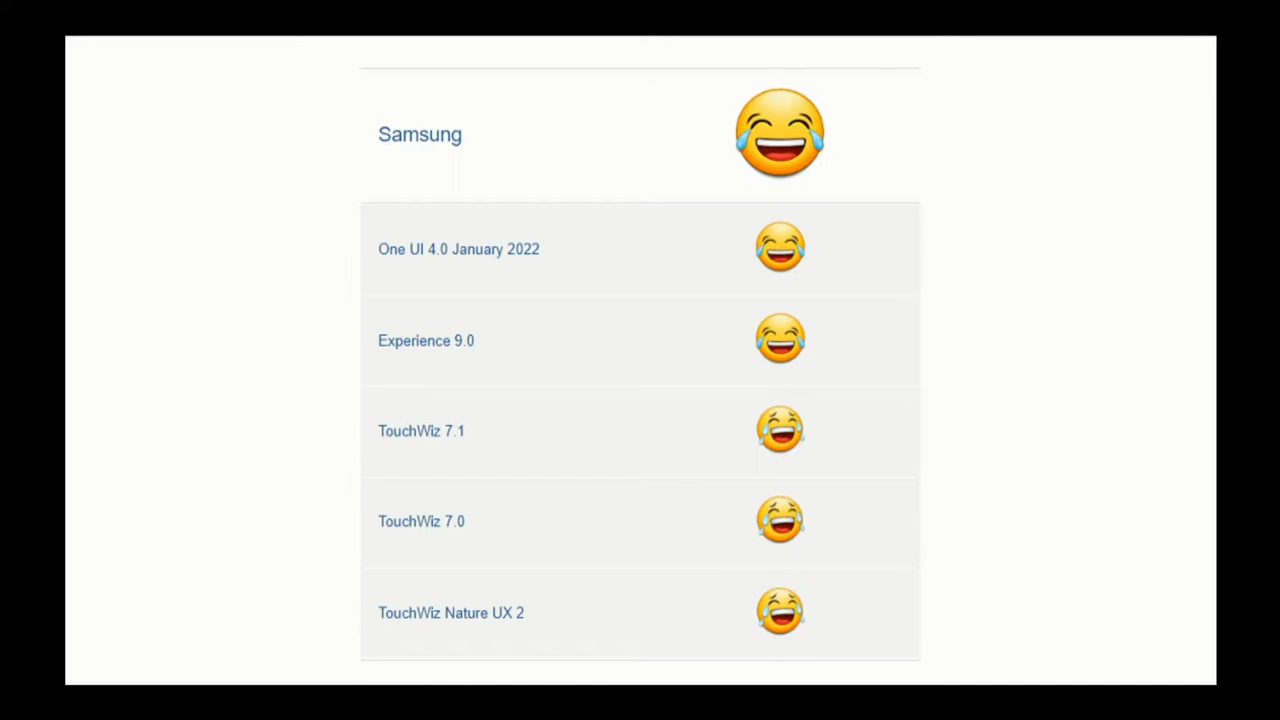 Samsung
One UI 4.0 January 2022
Experience 9.0
TouchWiz 7.1
TouchWiz 7.0
TouchWiz Nature UX 2